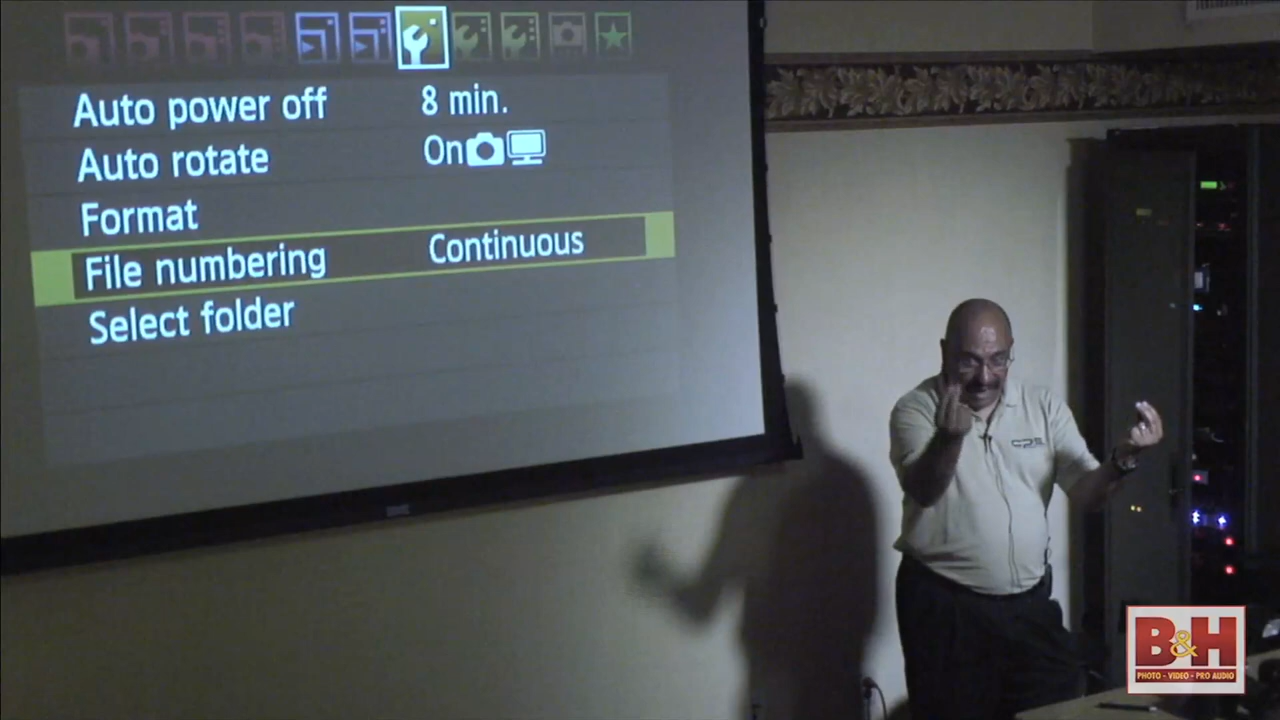 Auto power off 8 min.
Auto rotate On
Format
File numbering Continuous
Select folder
B&H
PHOTO - VIDEO - PRO AUDIO